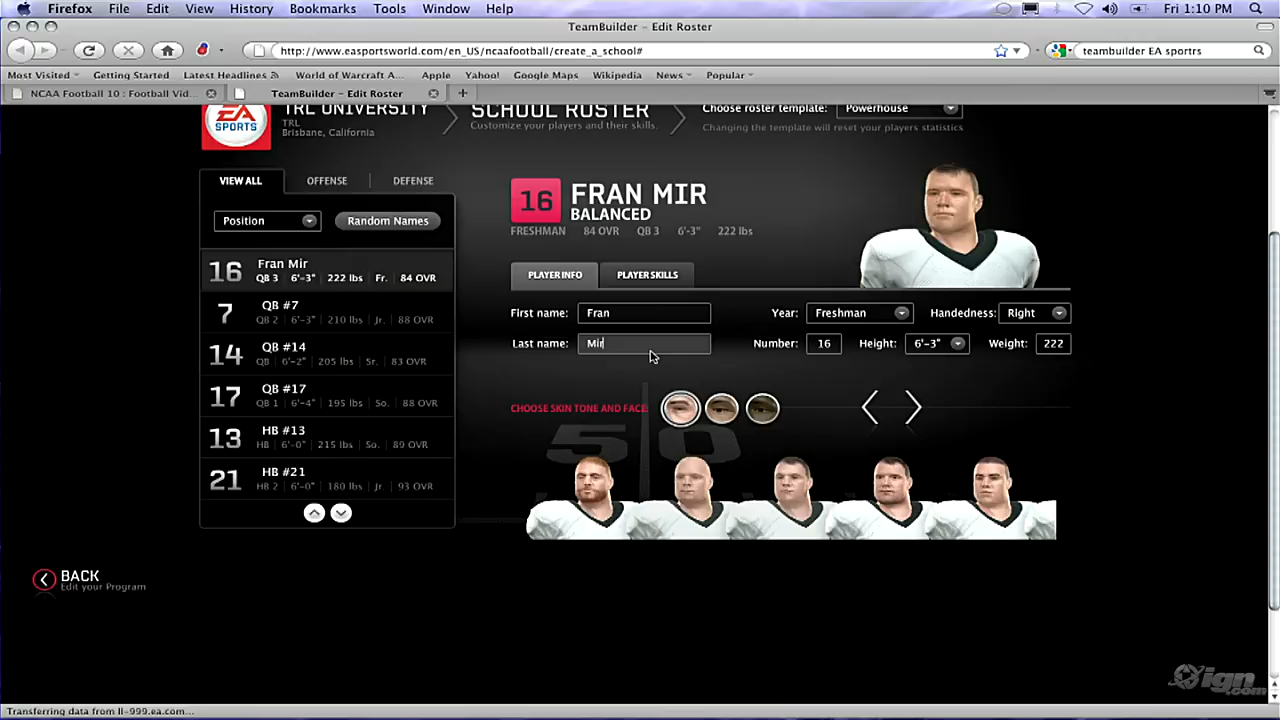 Firefox File Edit View History Bookmarks Tools Window Help Fri 1:10 PM
TeamBuilder - Edit Roster
http://www.easportsworld.com/en_US/ncaafootball/create_a_school#
teambuilder EA sportrs
Most Visited Getting Started Latest Headlines World of Warcraft A... Apple Yahoo! Google Maps Wikipedia News Popular
NCAA Football 10 : Football Vid...
TeamBuilder - Edit Roster
EA SPORTS
TRL UNIVERSITY
TRL
Brisbane, California
SCHOOL ROSTER
Customize your players and their skills.
Choose roster template: Powerhouse
Changing the template will reset your players statistics
VIEW ALL OFFENSE DEFENSE
Position Random Names
16 Fran Mir
QB 3 6'-3" 222 lbs Fr. 84 OVR
7 QB #7
QB 2 6'-3" 210 lbs Jr. 88 OVR
14 QB #14
QB 6'-2" 205 lbs Sr. 83 OVR
17 QB #17
QB 1 6'-4" 195 lbs So. 88 OVR
13 HB #13
HB 6'-0" 215 lbs So. 89 OVR
21 HB #21
HB 2 6'-0" 180 lbs Jr. 93 OVR
16 FRAN MIR
BALANCED
FRESHMAN 84 OVR QB 3 6'-3" 222 lbs
PLAYER INFO PLAYER SKILLS
First name: Fran Year: Freshman Handedness: Right
Last name: Mir Number: 16 Height: 6'-3" Weight: 222
CHOOSE SKIN TONE AND FACE:
50
BACK
Edit your Program
ign.com
Transferring data from ll-999.ea.com...